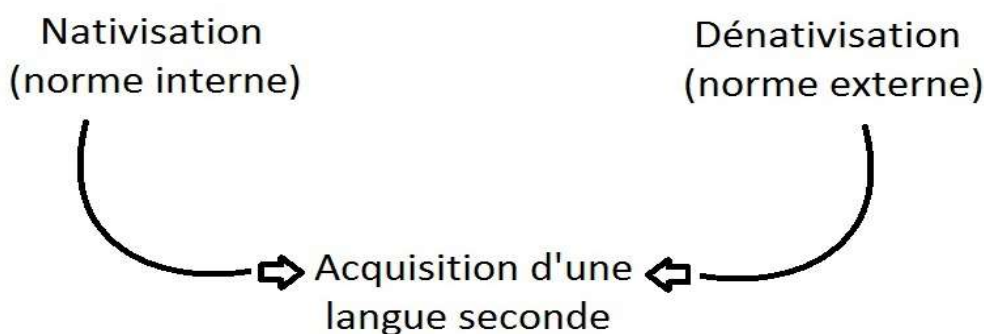 Nativisation
(norme interne)
Dénativisation
(norme externe)
Acquisition d'une
langue seconde